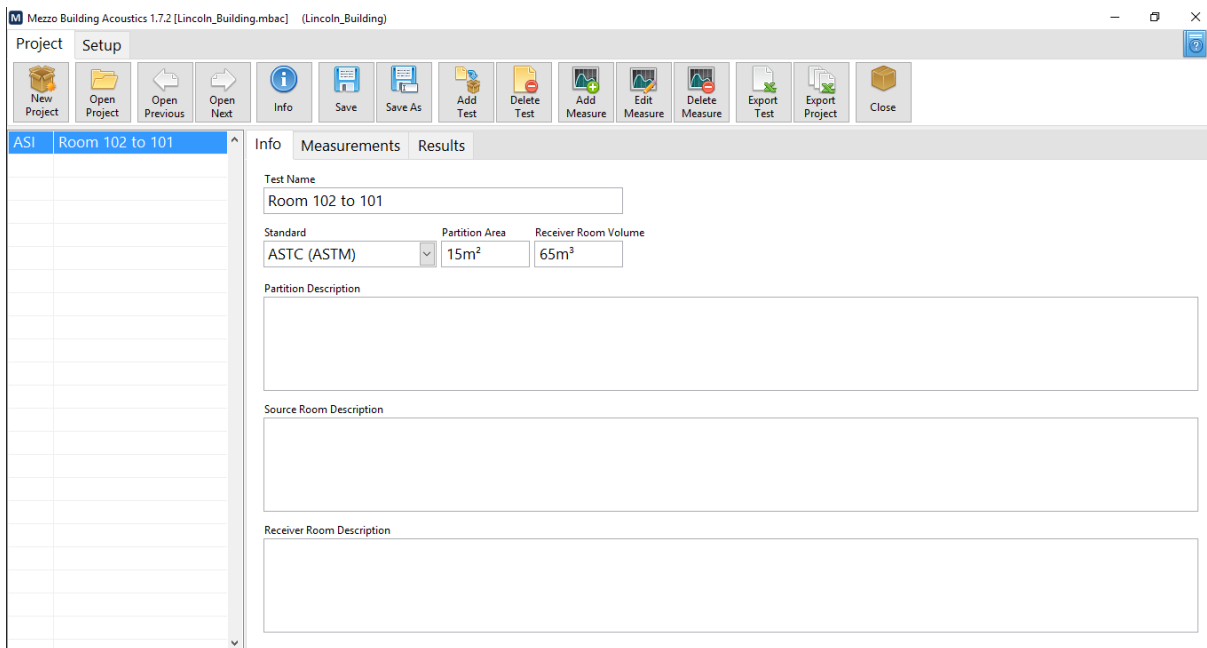 M Mezzo Building Acoustics 1.7.2 [Lincoln_Building.mbac] (Lincoln_Building)
Project Setup
?
New Project
Open Project
Open Previous
Open Next
Info
Save
Save As
Add Test
Delete Test
Add Measure
Edit Measure
Delete Measure
Export Test
Export Project
Close
ASI Room 102 to 101
Info Measurements Results
Test Name
Room 102 to 101
Standard Partition Area Receiver Room Volume
ASTC (ASTM) 15m² 65m³
Partition Description
Source Room Description
Receiver Room Description